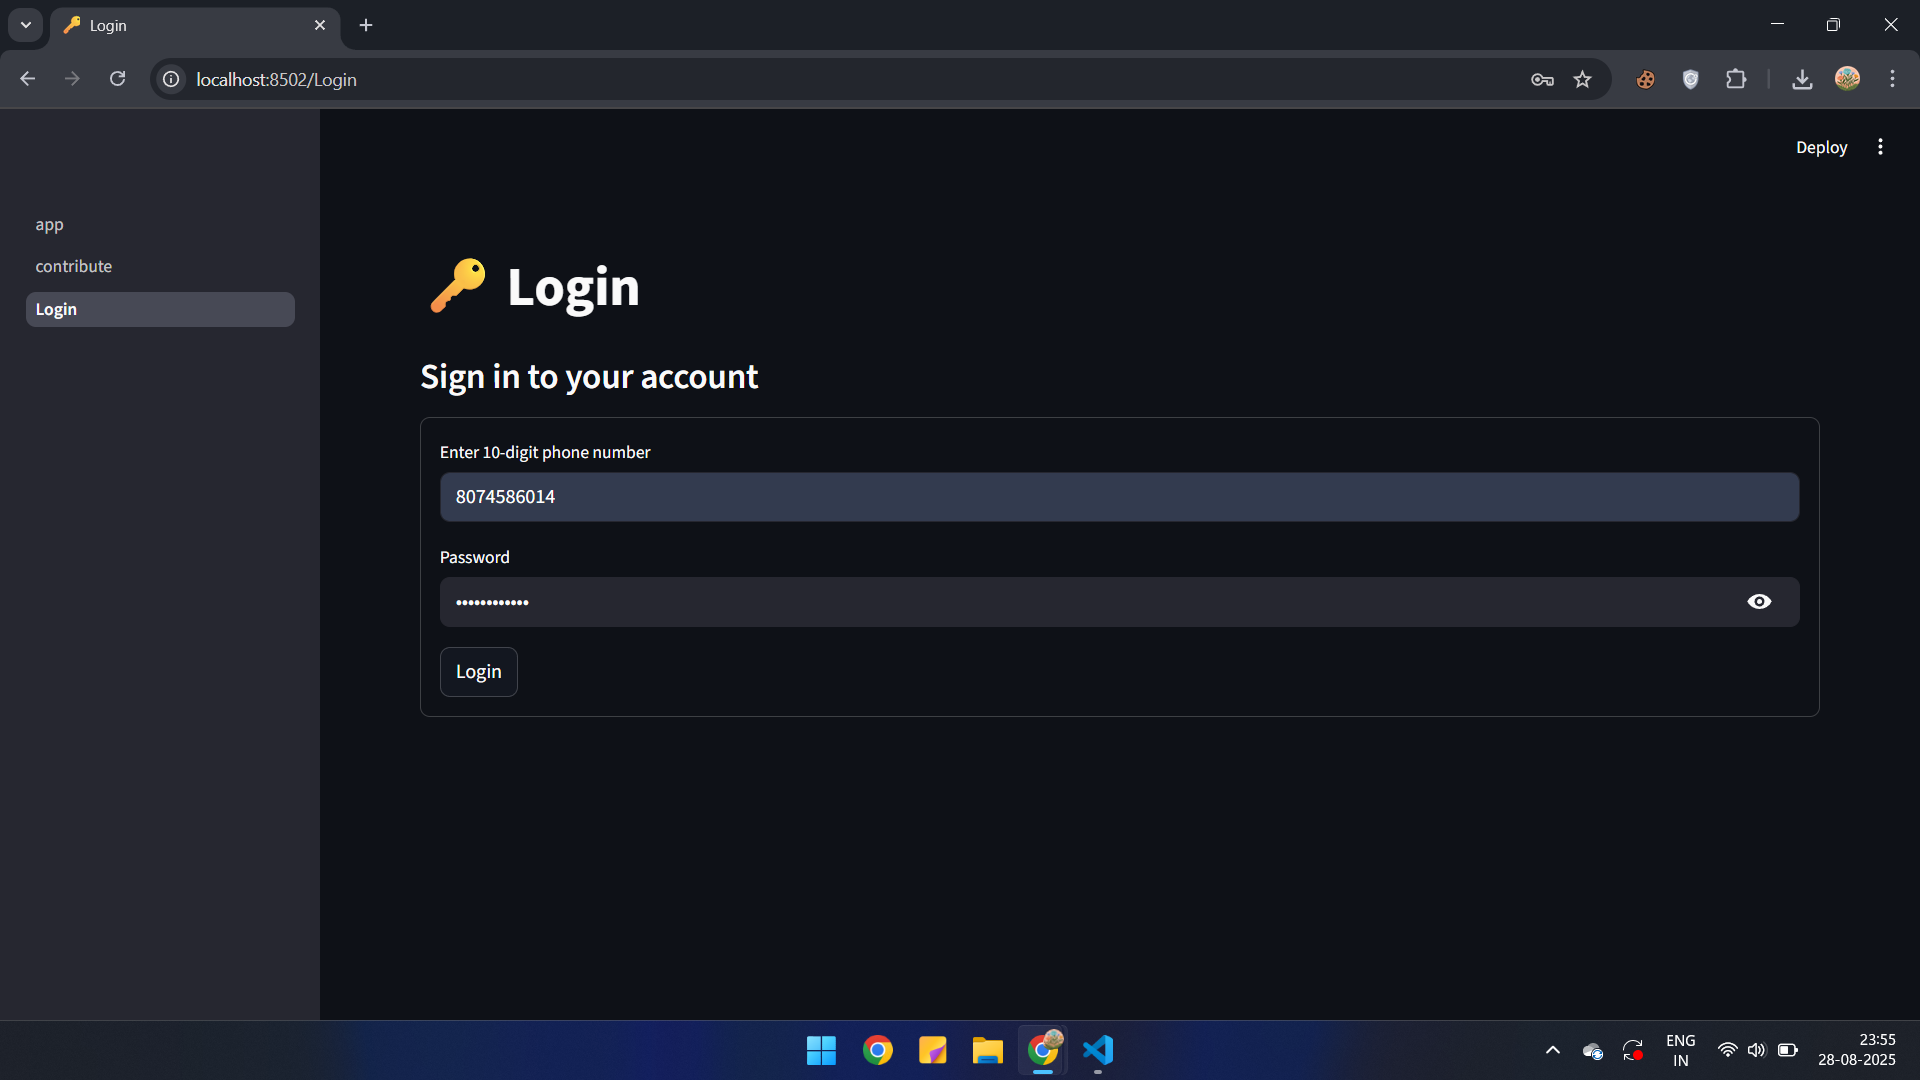 Login
localhost:8502/Login
Deploy
app
contribute
Login
Login
Sign in to your account
Enter 10-digit phone number
8074586014
Password
••••••••••••
Login
ENG
IN
23:55
28-08-2025